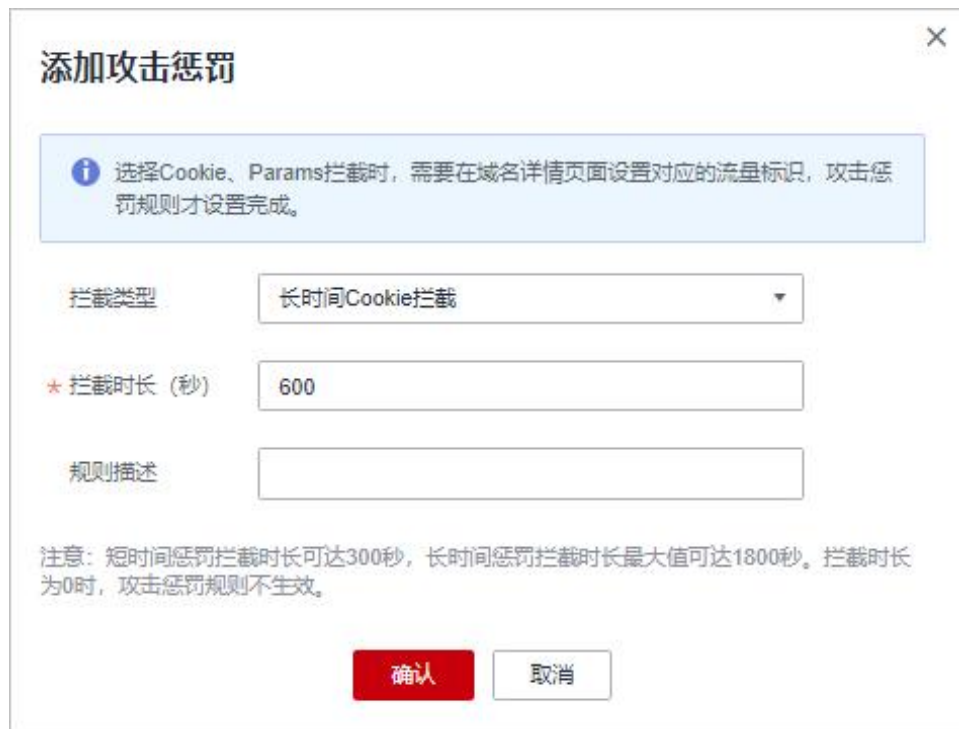 添加攻击惩罚
选择Cookie、Params拦截时，需要在域名详情页面设置对应的流量标识，攻击惩
罚规则才设置完成。
拦截类型
长时间Cookie拦截
* 拦截时长（秒）
600
规则描述
注意：短时间惩罚拦截时长可达300秒，长时间惩罚拦截时长最大值可达1800秒。拦截时长
为0时，攻击惩罚规则不生效。
确认
取消